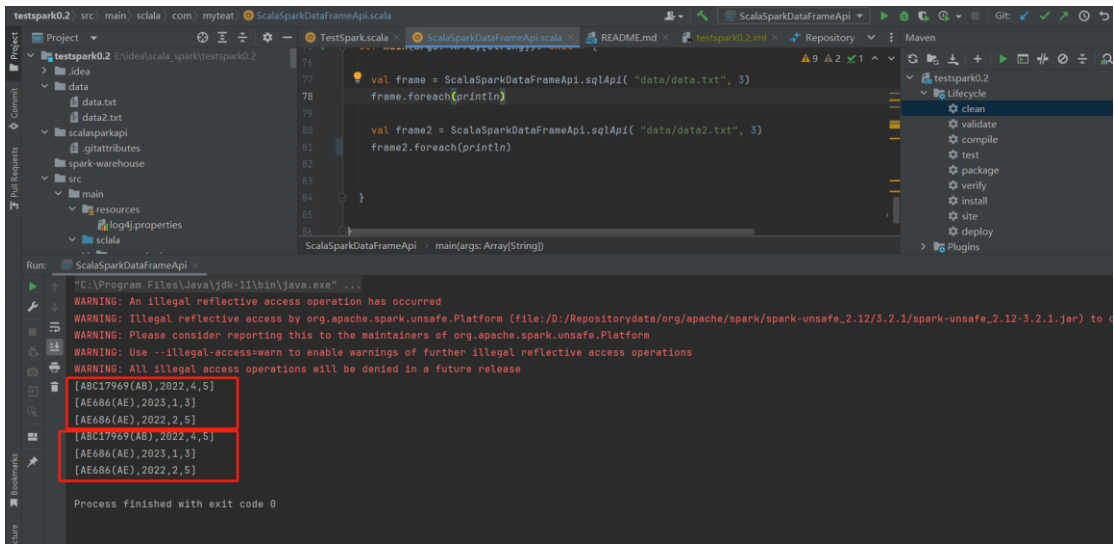 testspark0.2 src main sclala com myteat ScalaSparkDataFrameApi.scala
ScalaSparkDataFrameApi Git:
Project
TestSpark.scala ScalaSparkDataFrameApi.scala README.md testspark0.2.iml Repository Maven
Project
testspark0.2 E:\idea\scala_spark\testspark0.2
.idea
data
data.txt
data2.txt
scalasparkapi
.gitattributes
spark-warehouse
src
main
resources
log4j.properties
sclala
Commit
Pull Requests
76
9 2 1
77 val frame = ScalaSparkDataFrameApi.sqlApi( "data/data.txt", 3)
78 frame.foreach(println)
79
80 val frame2 = ScalaSparkDataFrameApi.sqlApi( "data/data2.txt", 3)
81 frame2.foreach(println)
82
83
84 }
85
86 }
ScalaSparkDataFrameApi main(args: Array[String])
testspark0.2
Lifecycle
clean
validate
compile
test
package
verify
install
site
deploy
Plugins
Run: ScalaSparkDataFrameApi
"C:\Program Files\Java\jdk-11\bin\java.exe" ...
WARNING: An illegal reflective access operation has occurred
WARNING: Illegal reflective access by org.apache.spark.unsafe.Platform (file:/D:/Repositorydata/org/apache/spark/spark-unsafe_2.12/3.2.1/spark-unsafe_2.12-3.2.1.jar) to
WARNING: Please consider reporting this to the maintainers of org.apache.spark.unsafe.Platform
WARNING: Use --illegal-access=warn to enable warnings of further illegal reflective access operations
WARNING: All illegal access operations will be denied in a future release
[ABC17969(AB),2022,4,5]
[AE686(AE),2023,1,3]
[AE686(AE),2022,2,5]
[ABC17969(AB),2022,4,5]
[AE686(AE),2023,1,3]
[AE686(AE),2022,2,5]
Process finished with exit code 0
Bookmarks